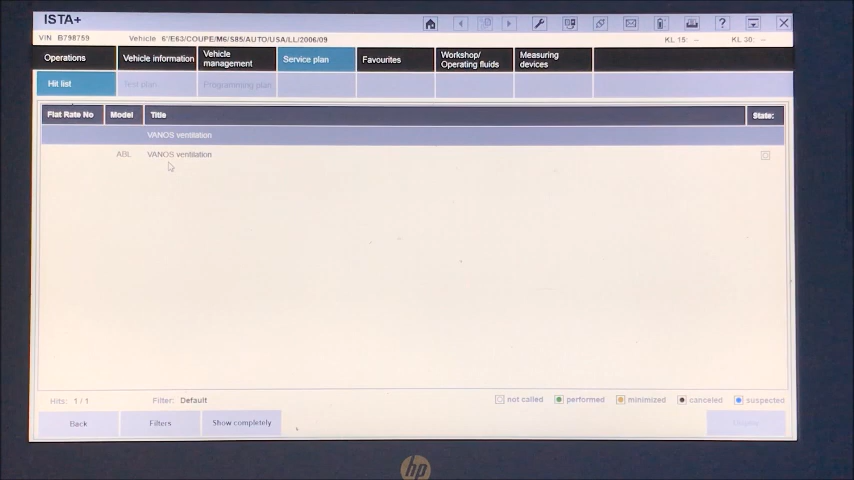 ISTA+
VIN B798759 Vehicle 6'/E63/COUPE/M6/S85/AUTO/USA/LL/2006/09 KL 15: -- KL 30: --
Operations Vehicle information Vehicle management Service plan Favourites Workshop/ Operating fluids Measuring devices
Hit list Test plan Programming plan
Flat Rate No Model Title State:
VANOS ventilation
ABL VANOS ventilation
Hits: 1 / 1 Filter: Default not called performed minimized canceled suspected
Back Filters Show completely
hp